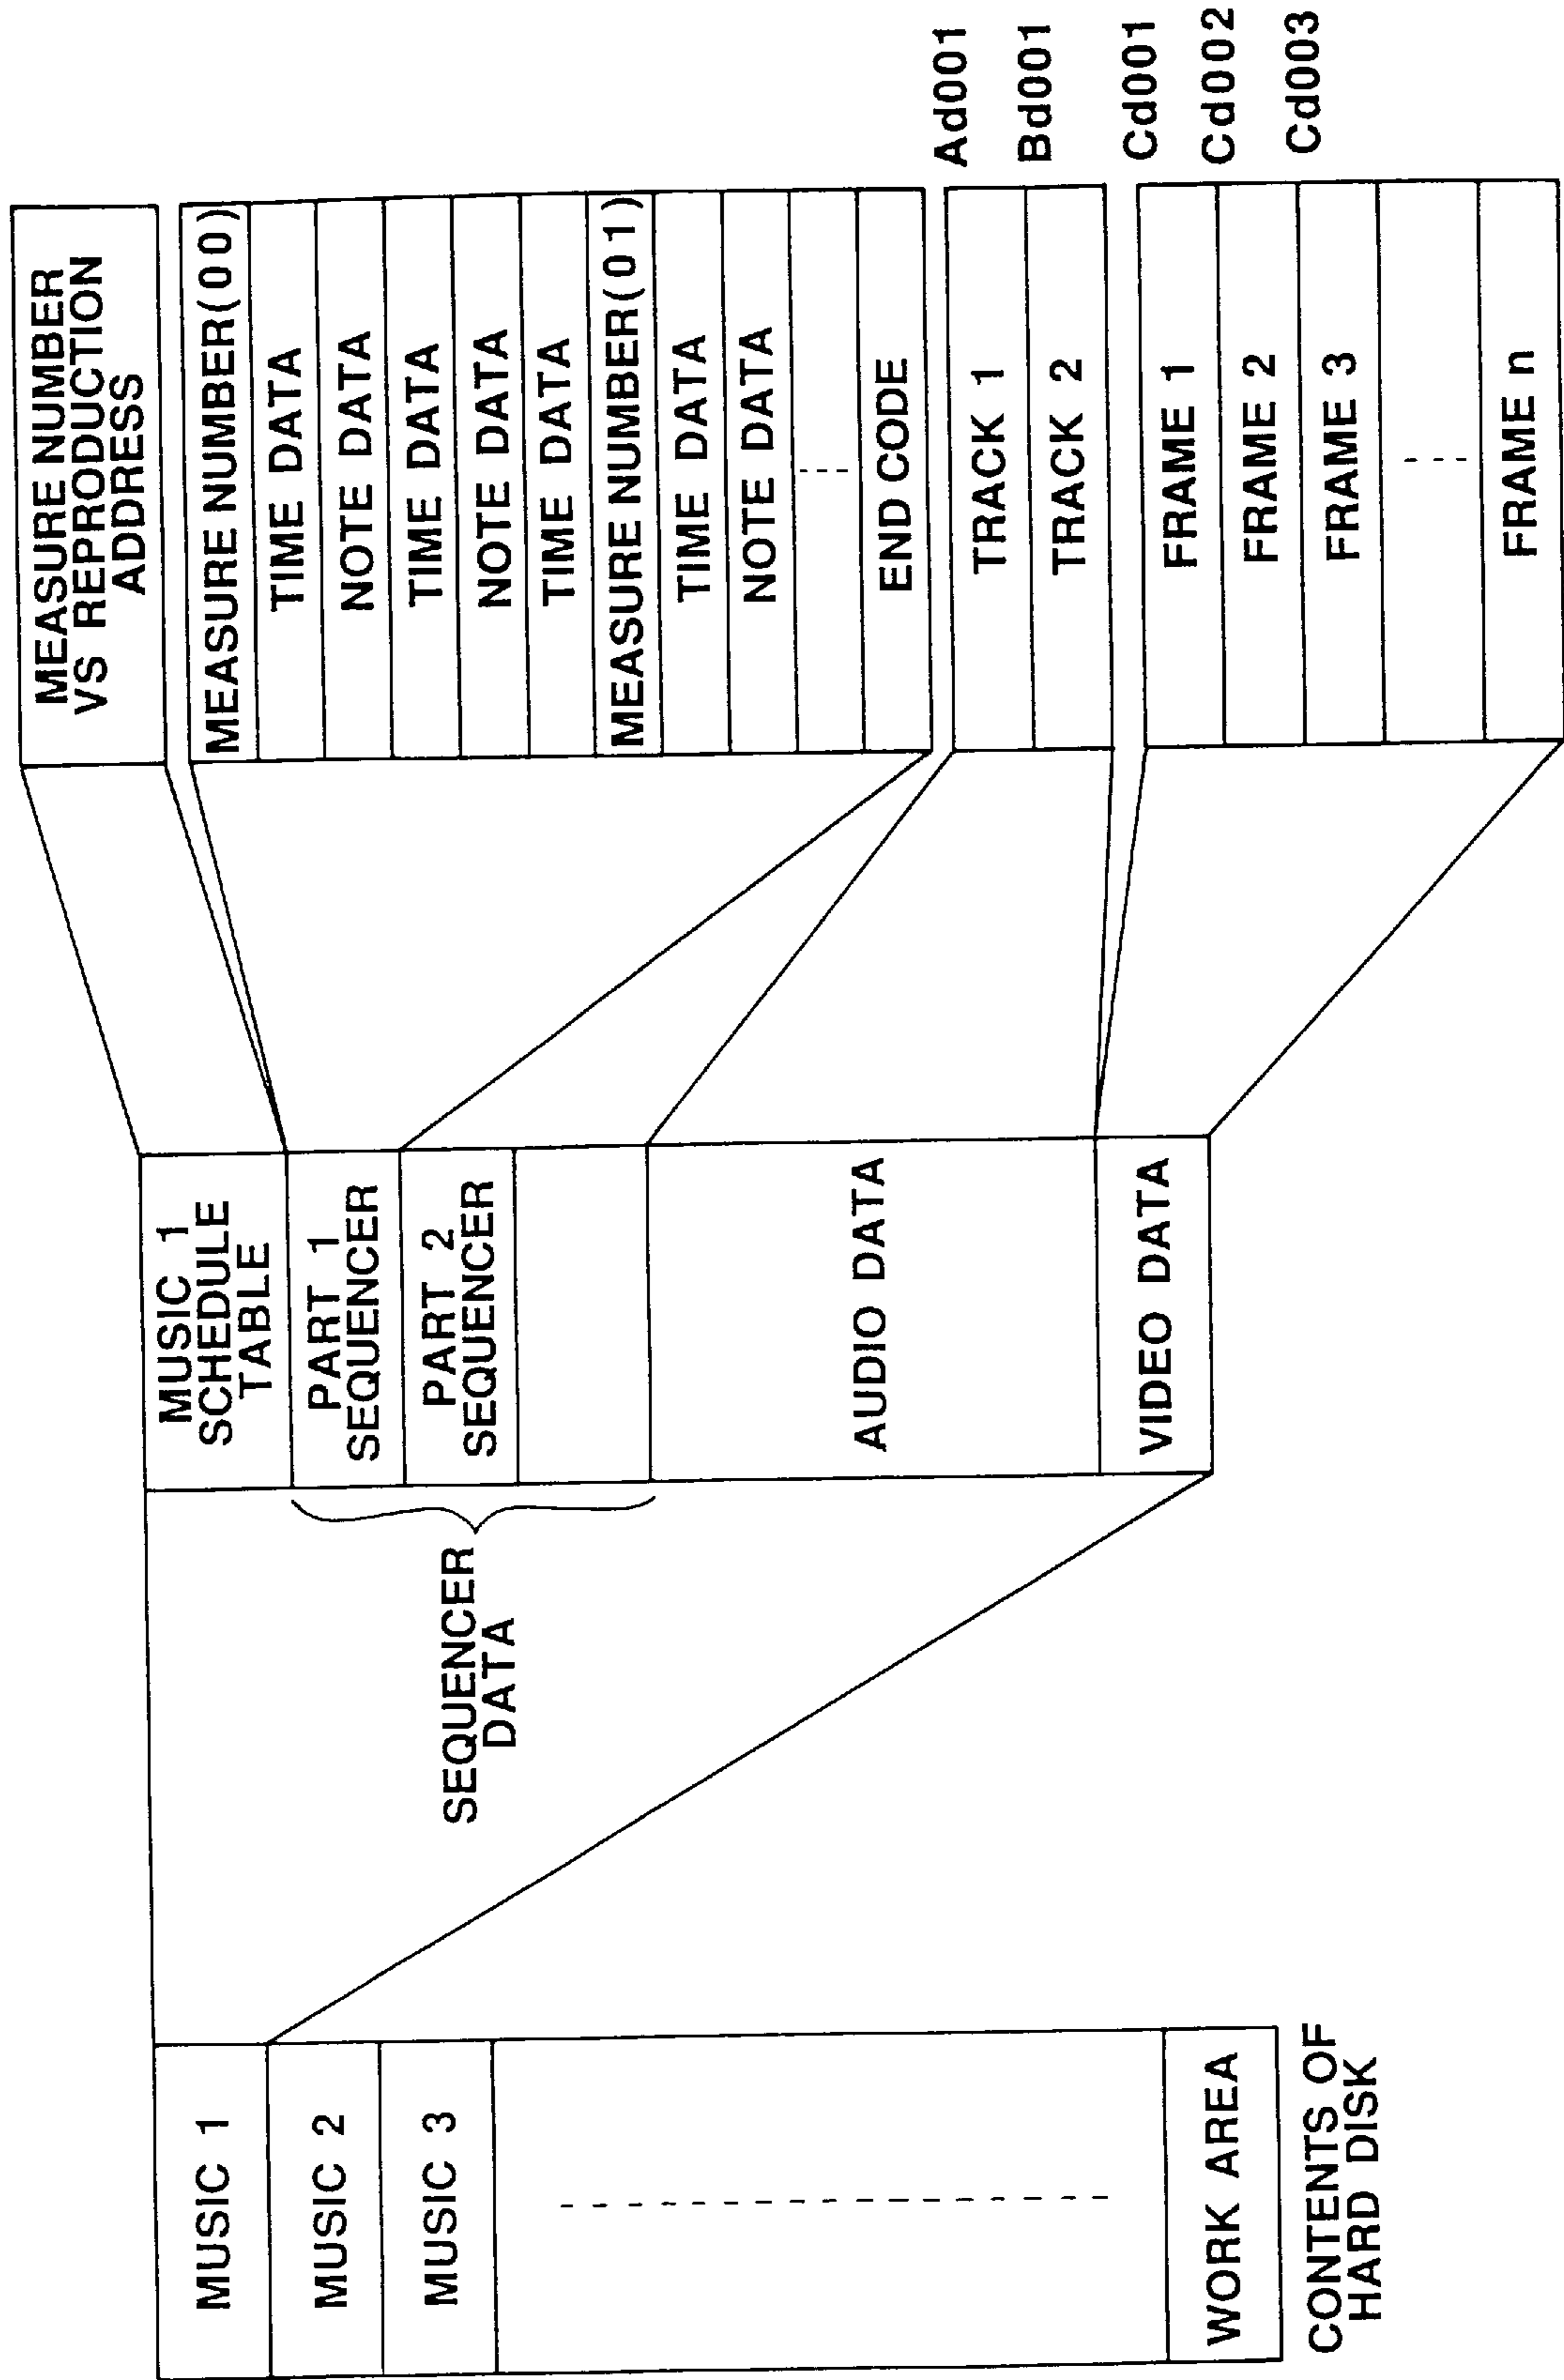 MUSIC 1
MUSIC 2
MUSIC 3
WORK AREA
CONTENTS OF
HARD DISK
SEQUENCER
DATA
MUSIC 1
SCHEDULE
TABLE
PART 1
SEQUENCER
PART 2
SEQUENCER
AUDIO DATA
VIDEO DATA
MEASURE NUMBER
VS REPRODUCTION
ADDRESS
MEASURE NUMBER(00)
TIME DATA
NOTE DATA
TIME DATA
NOTE DATA
TIME DATA
MEASURE NUMBER(01)
TIME DATA
NOTE DATA
END CODE
TRACK 1
TRACK 2
FRAME 1
FRAME 2
FRAME 3
FRAME n
Ad001
Bd001
Cd001
Cd002
Cd003